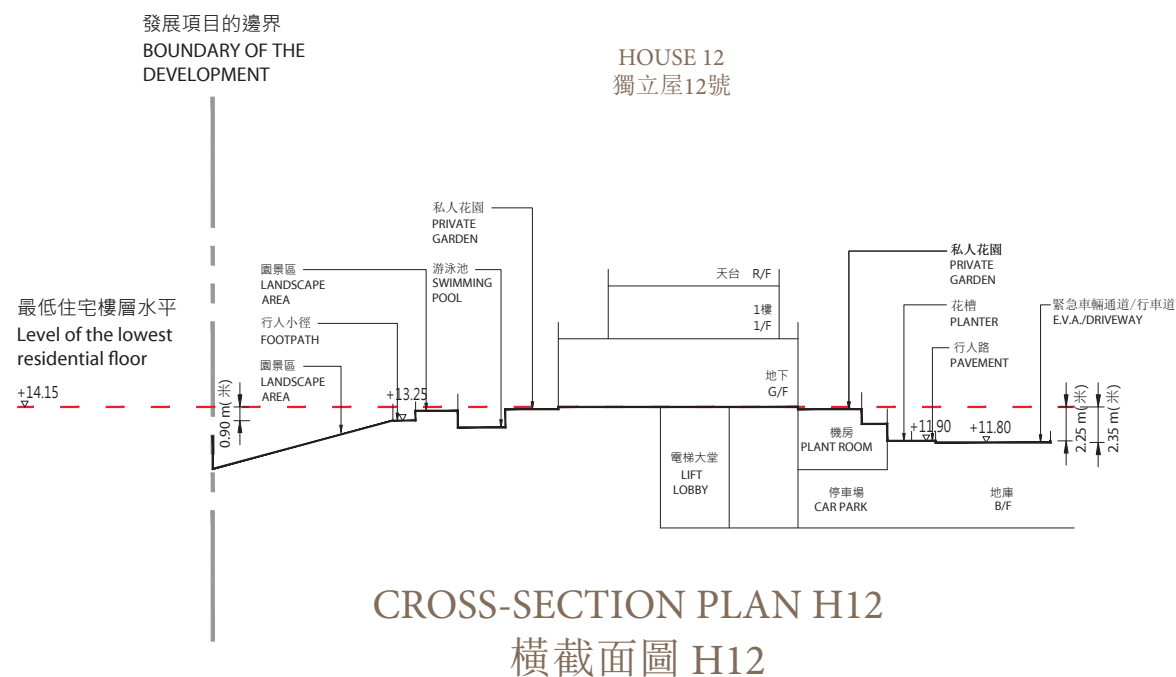 發展項目的邊界
BOUNDARY OF THE
DEVELOPMENT
HOUSE 12
獨立屋12號
私人花園
PRIVATE
GARDEN
園景區
LANDSCAPE
AREA
游泳池
SWIMMING
POOL
天台 R/F
私人花園
PRIVATE
GARDEN
最低住宅樓層水平
Level of the lowest
residential floor
行人小徑
FOOTPATH
1樓
1/F
花槽
PLANTER
緊急車輛通道/行車道
E.V.A./DRIVEWAY
園景區
LANDSCAPE
AREA
行人路
PAVEMENT
地下
G/F
+14.15
+13.25
0.90 m(米)
+11.90
+11.80
2.25 m(米)
2.35 m(米)
電梯大堂
LIFT
LOBBY
機房
PLANT ROOM
停車場
CAR PARK
地庫
B/F
CROSS-SECTION PLAN H12
橫截面圖 H12